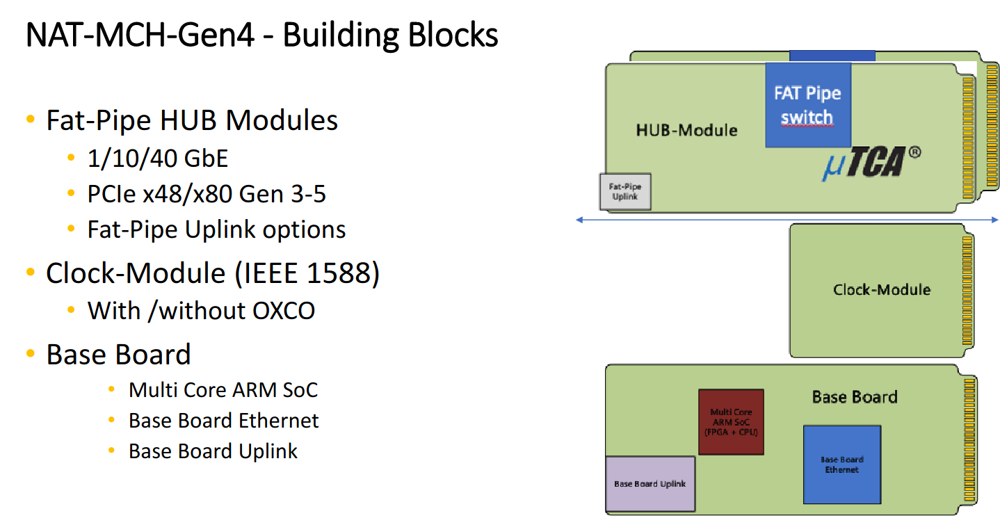 NAT-MCH-Gen4 - Building Blocks
• Fat-Pipe HUB Modules
• 1/10/40 GbE
• PCIe x48/x80 Gen 3-5
• Fat-Pipe Uplink options
• Clock-Module (IEEE 1588)
• With /without OXCO
• Base Board
• Multi Core ARM SoC
• Base Board Ethernet
• Base Board Uplink
FAT Pipe
switch
HUB-Module
µTCA®
Fat-Pipe
Uplink
Clock-Module
Base Board
Multi Core
ARM SoC
(FPGA + CPU)
Base Board
Ethernet
Base Board Uplink